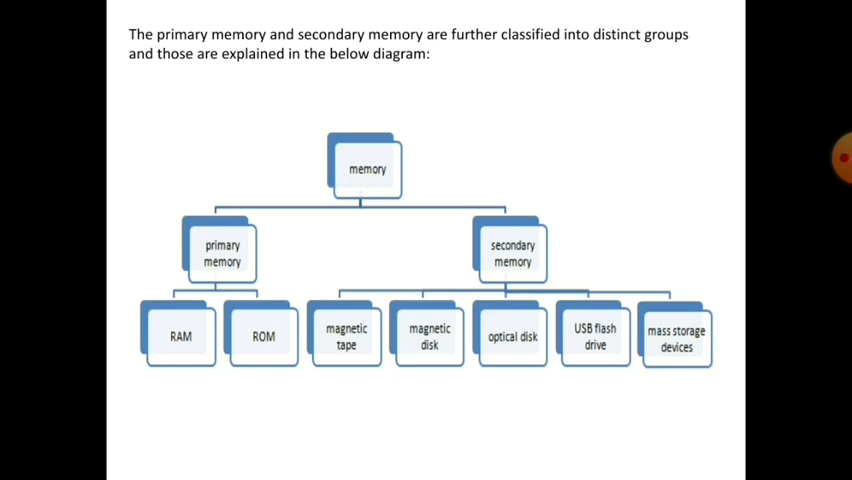 The primary memory and secondary memory are further classified into distinct groups
and those are explained in the below diagram:
memory
primary
memory
secondary
memory
RAM
ROM
magnetic
tape
magnetic
disk
optical disk
USB flash
drive
mass storage
devices